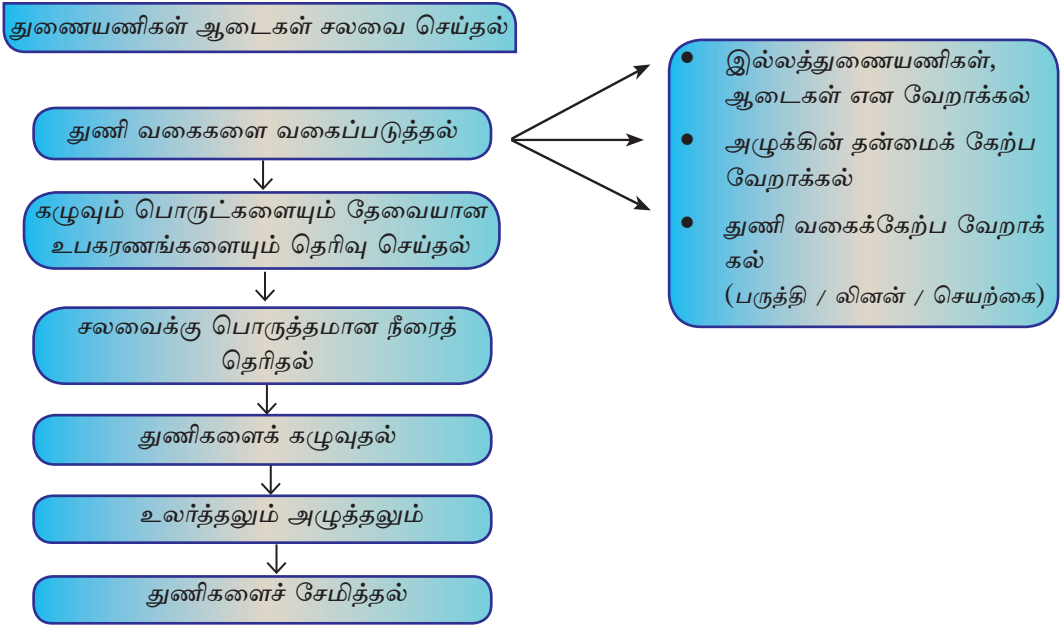 துணையணிகள் ஆடைகள் சலவை செய்தல்
துணி வகைகளை வகைப்படுத்தல்
கழுவும் பொருட்களையும் தேவையான
உபகரணங்களையும் தெரிவு செய்தல்
சலவைக்கு பொருத்தமான நீரைத்
தெரிதல்
துணிகளைக் கழுவுதல்
உலர்த்தலும் அழுத்தலும்
துணிகளைச் சேமித்தல்
• இல்லத்துணையணிகள்,
ஆடைகள் என வேறாக்கல்
• அழுக்கின் தன்மைக் கேற்ப
வேறாக்கல்
• துணி வகைக்கேற்ப வேறாக்
கல்
(பருத்தி / லினன் / செயற்கை)